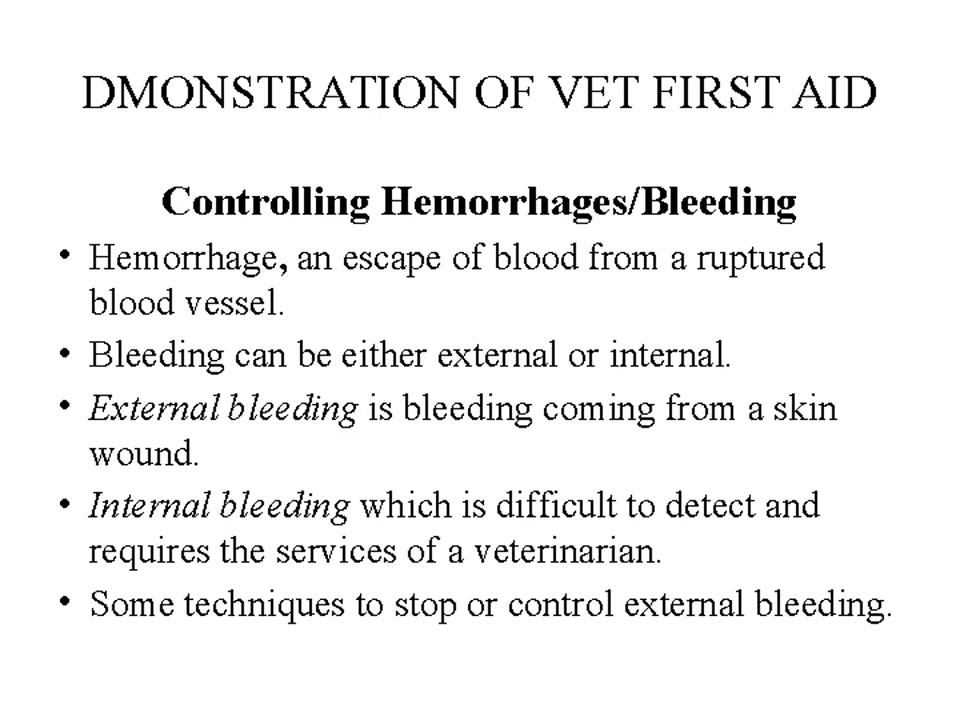 DMONSTRATION OF VET FIRST AID
Controlling Hemorrhages/Bleeding
• Hemorrhage, an escape of blood from a ruptured
blood vessel.
• Bleeding can be either external or internal.
• External bleeding is bleeding coming from a skin
wound.
• Internal bleeding which is difficult to detect and
requires the services of a veterinarian.
• Some techniques to stop or control external bleeding.